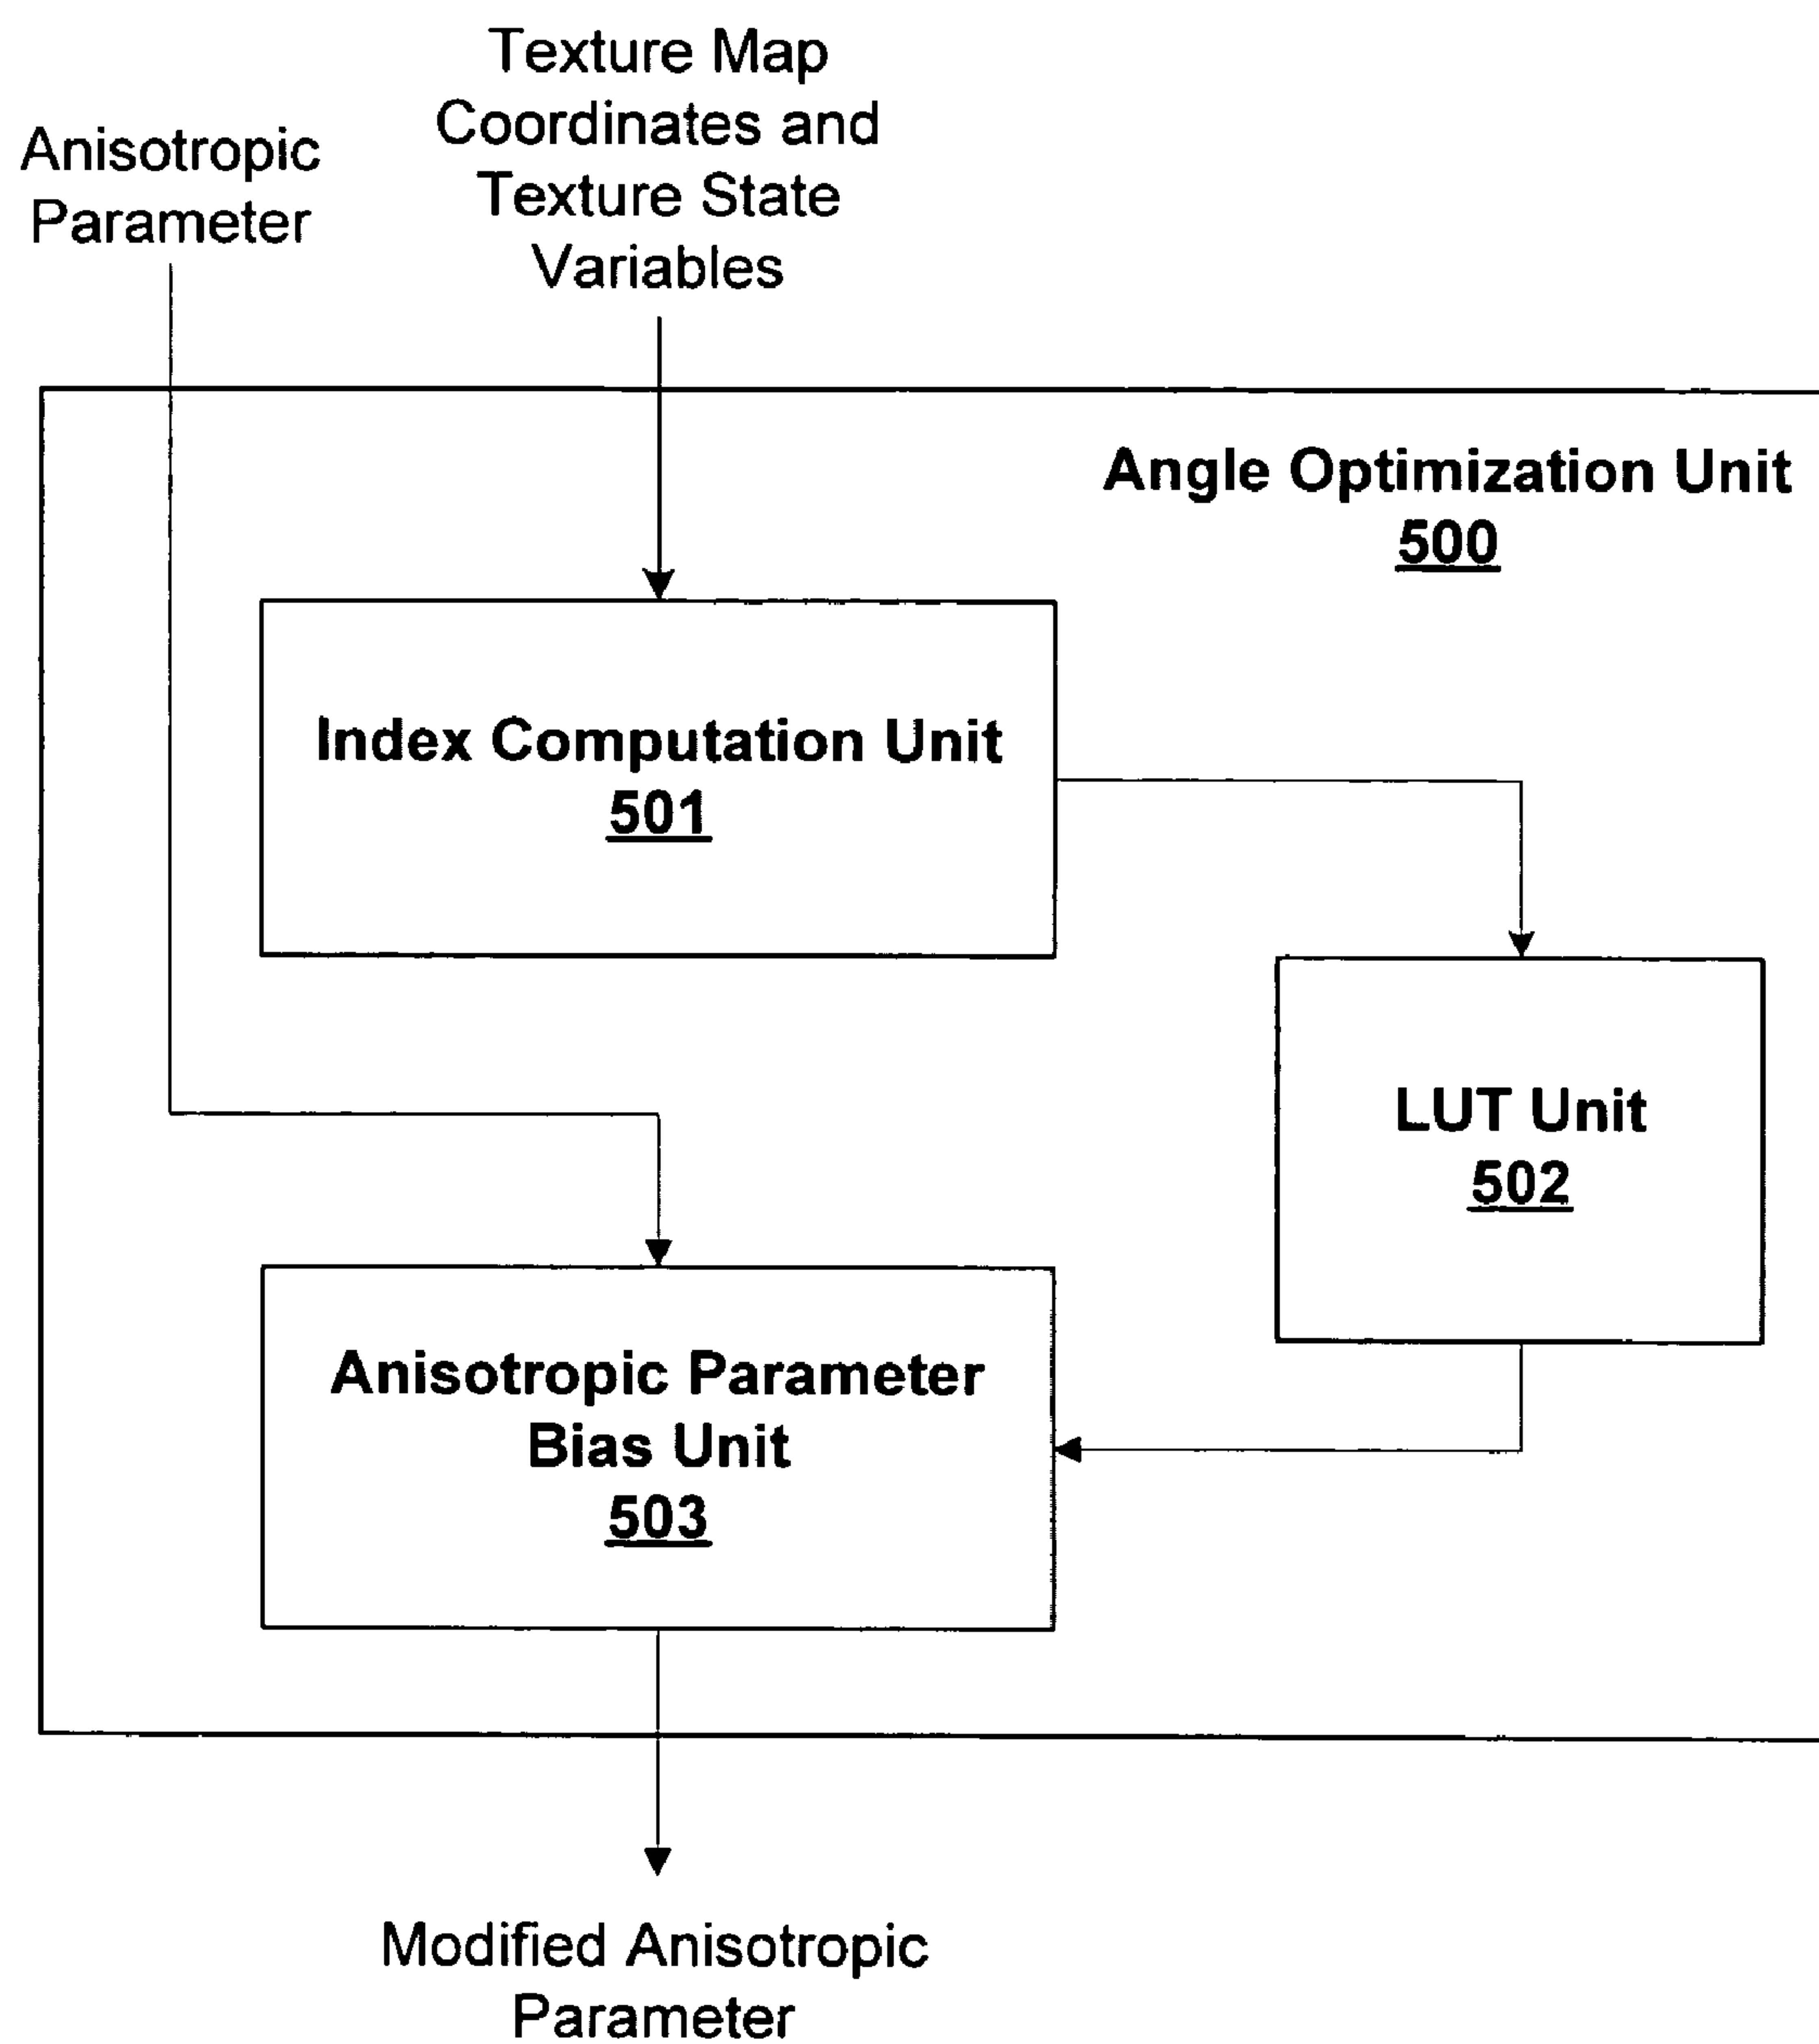 Texture Map
Coordinates and
Texture State
Variables
Anisotropic
Parameter
Angle Optimization Unit
500
Index Computation Unit
501
LUT Unit
502
Anisotropic Parameter
Bias Unit
503
Modified Anisotropic
Parameter